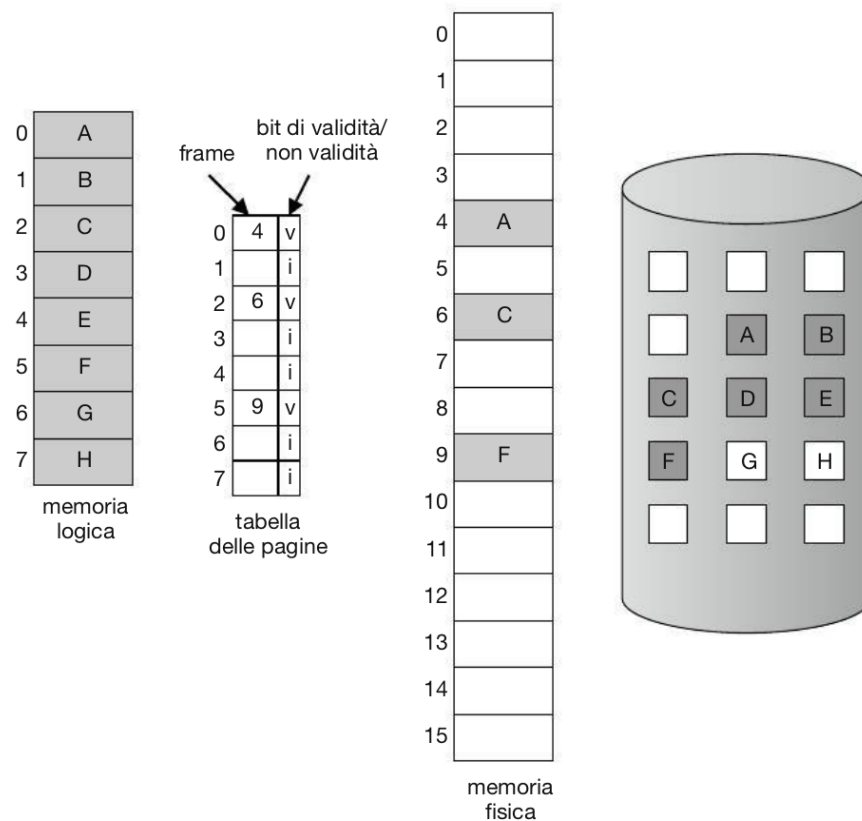 0 A
1 B
2 C
3 D
4 E
5 F
6 G
7 H
memoria
logica
frame
bit di validità/
non validità
0 4 v
1 i
2 6 v
3 i
4 i
5 9 v
6 i
7 i
tabella
delle pagine
0
1
2
3
4 A
5
6 C
7
8
9 F
10
11
12
13
14
15
memoria
fisica
A B
C D E
F G H